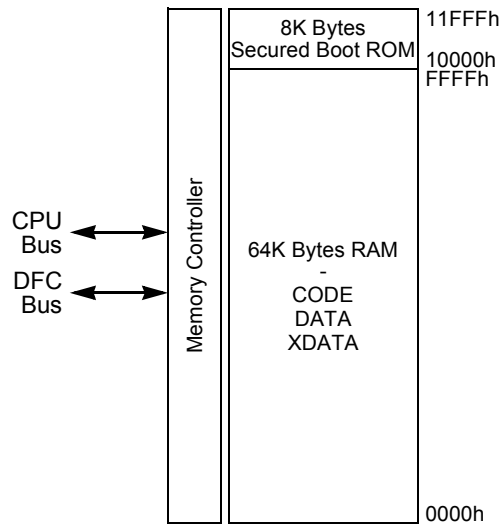 8K Bytes
Secured Boot ROM
11FFFh
10000h
FFFFh
CPU
Bus
DFC
Bus
Memory Controller
64K Bytes RAM
-
CODE
DATA
XDATA
0000h